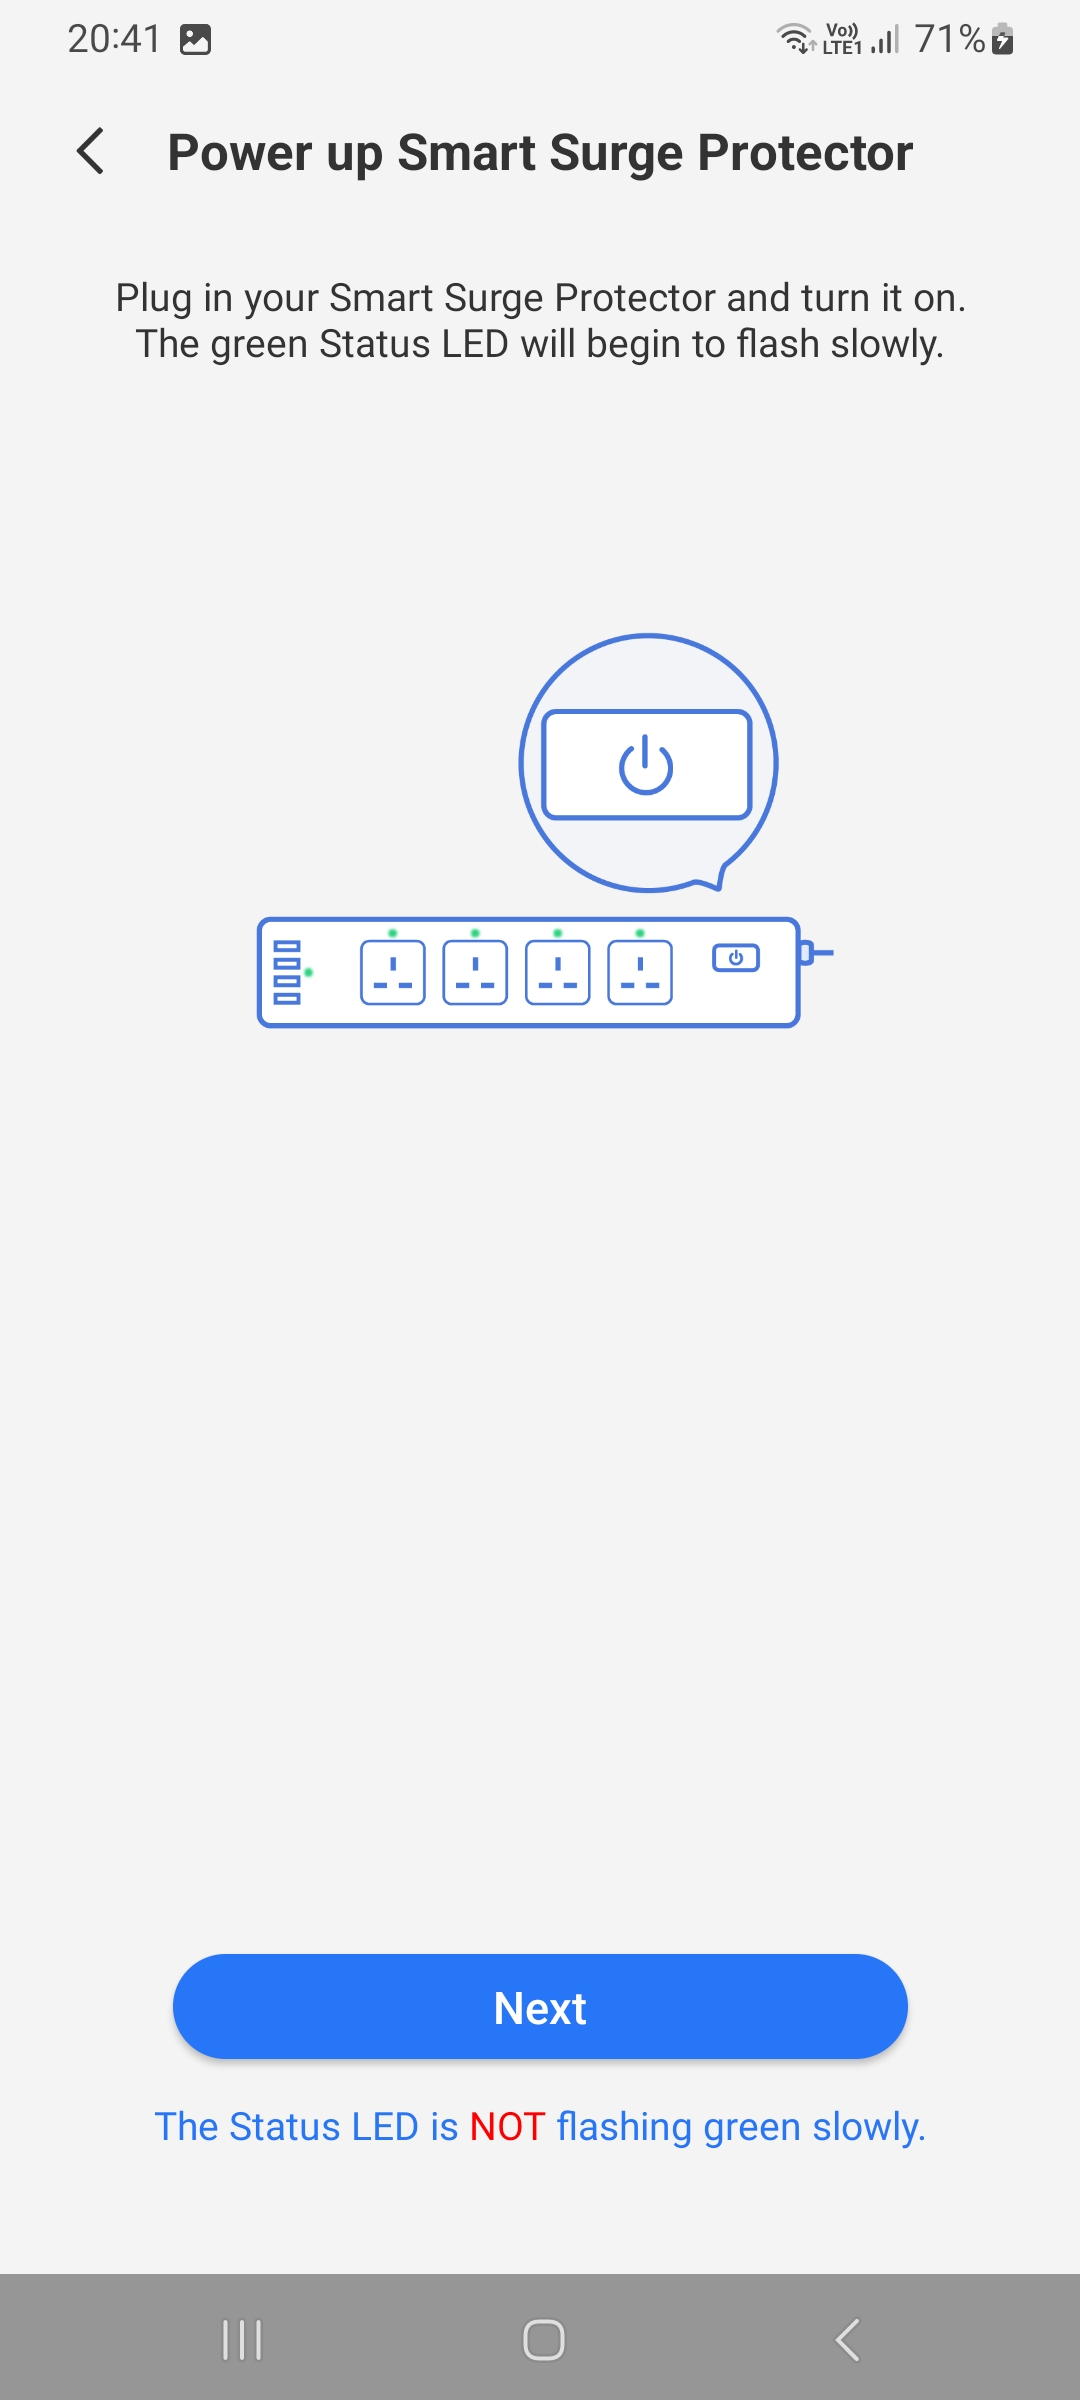 20:41
Vo)) LTE1 71%
Power up Smart Surge Protector
Plug in your Smart Surge Protector and turn it on.
The green Status LED will begin to flash slowly.
Next
The Status LED is NOT flashing green slowly.